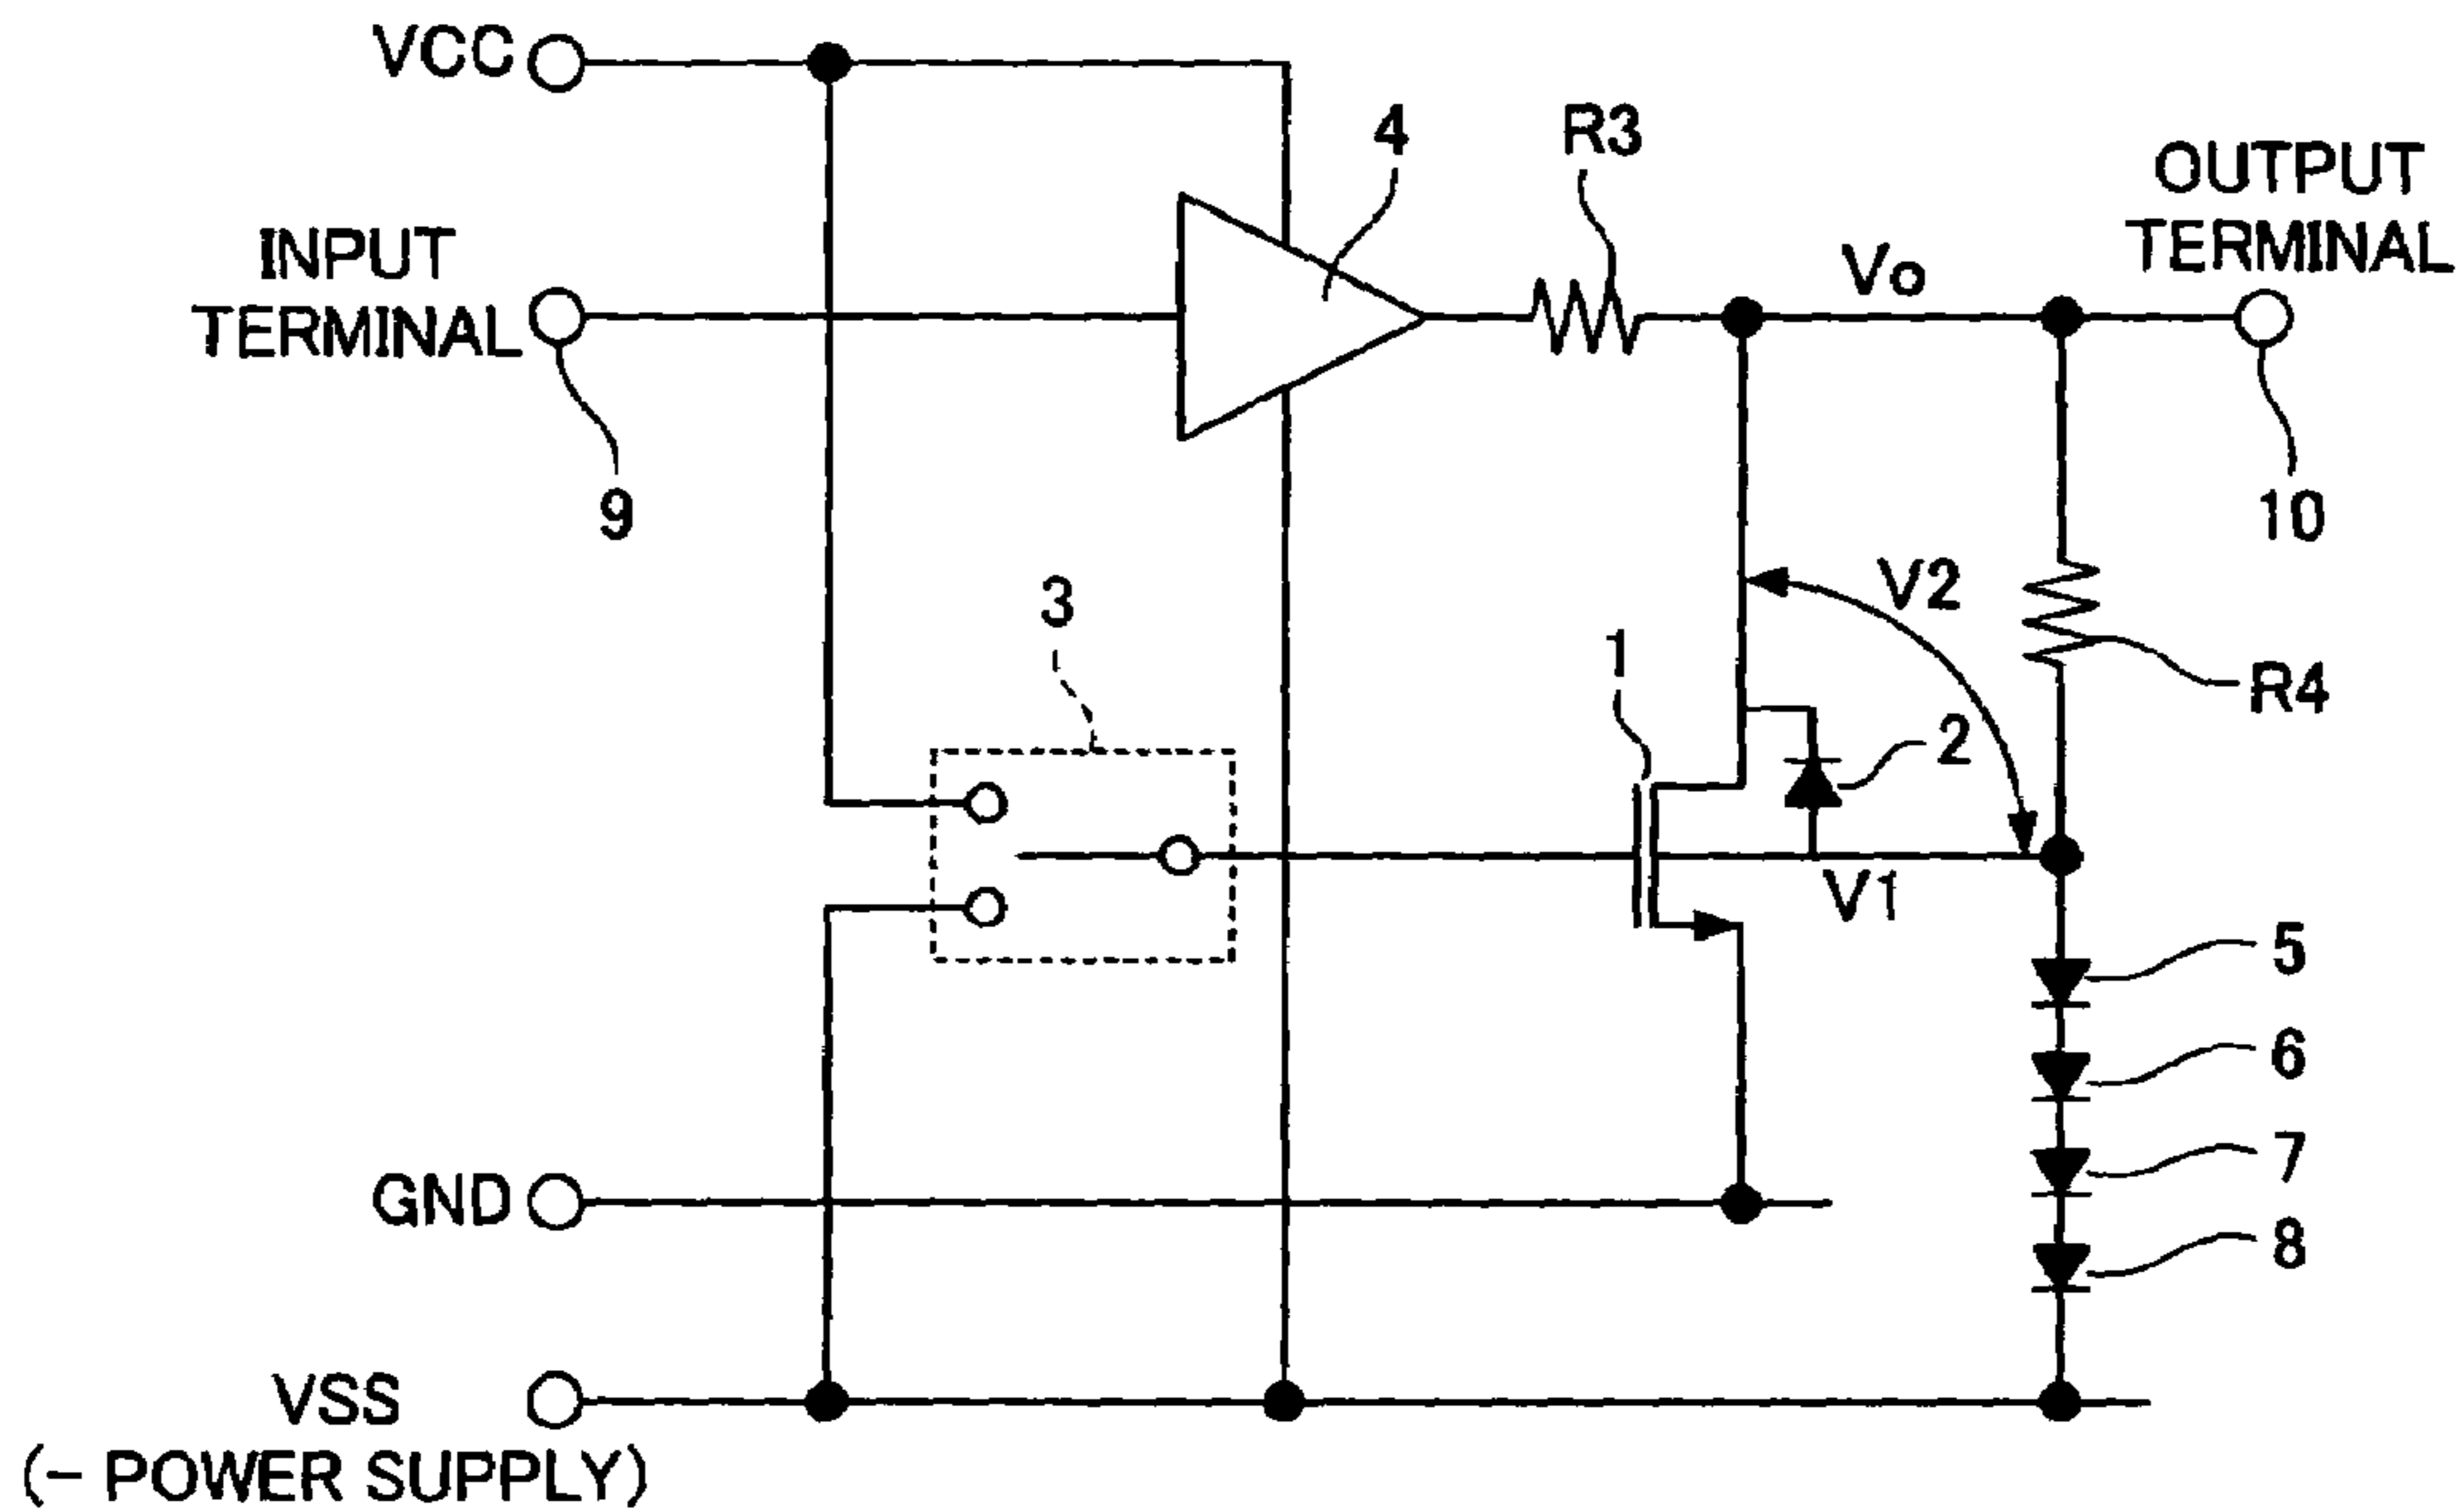 VCC
4
R3
OUTPUT
TERMINAL
INPUT
TERMINAL
Vo
9
10
3
V2
1
R4
2
V1
5
6
7
GND
8
VSS
(- POWER SUPPLY)